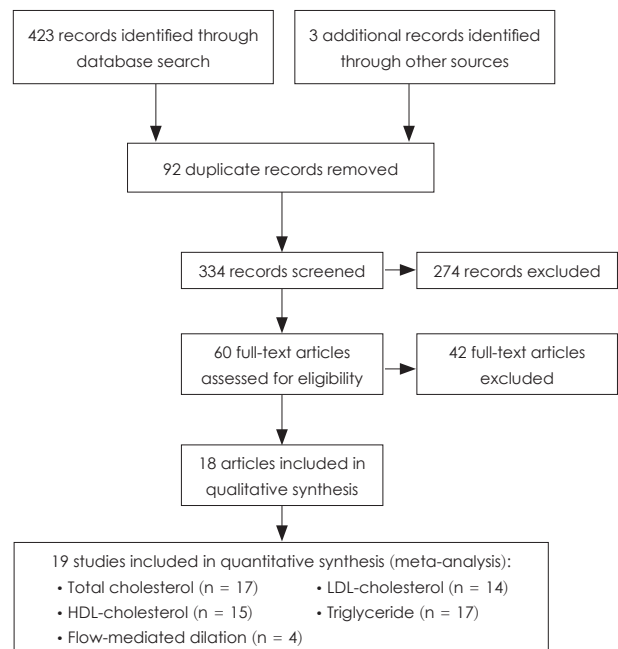 423 records identified through
database search
3 additional records identified
through other sources
92 duplicate records removed
334 records screened
274 records excluded
60 full-text articles
assessed for eligibility
42 full-text articles
excluded
18 articles included in
qualitative synthesis
19 studies included in quantitative synthesis (meta-analysis):
• Total cholesterol (n = 17)
• LDL-cholesterol (n = 14)
• HDL-cholesterol (n = 15)
• Triglyceride (n = 17)
• Flow-mediated dilation (n = 4)